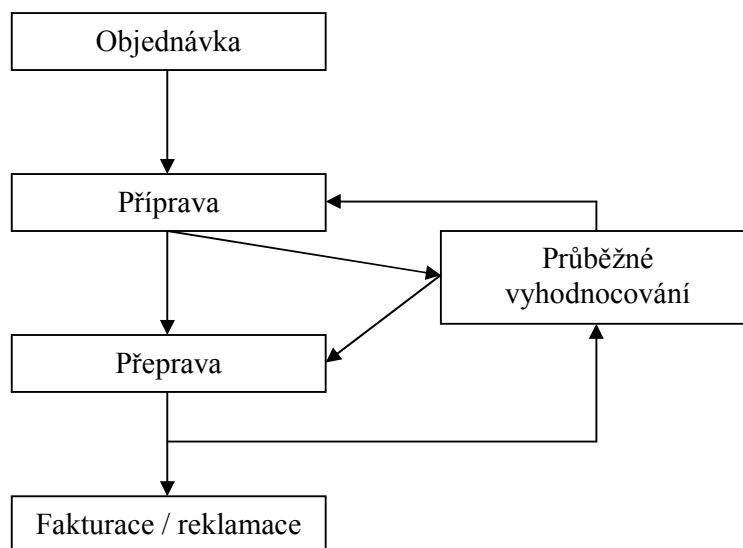 Objednávka
Příprava
Průběžné
vyhodnocování
Přeprava
Fakturace / reklamace